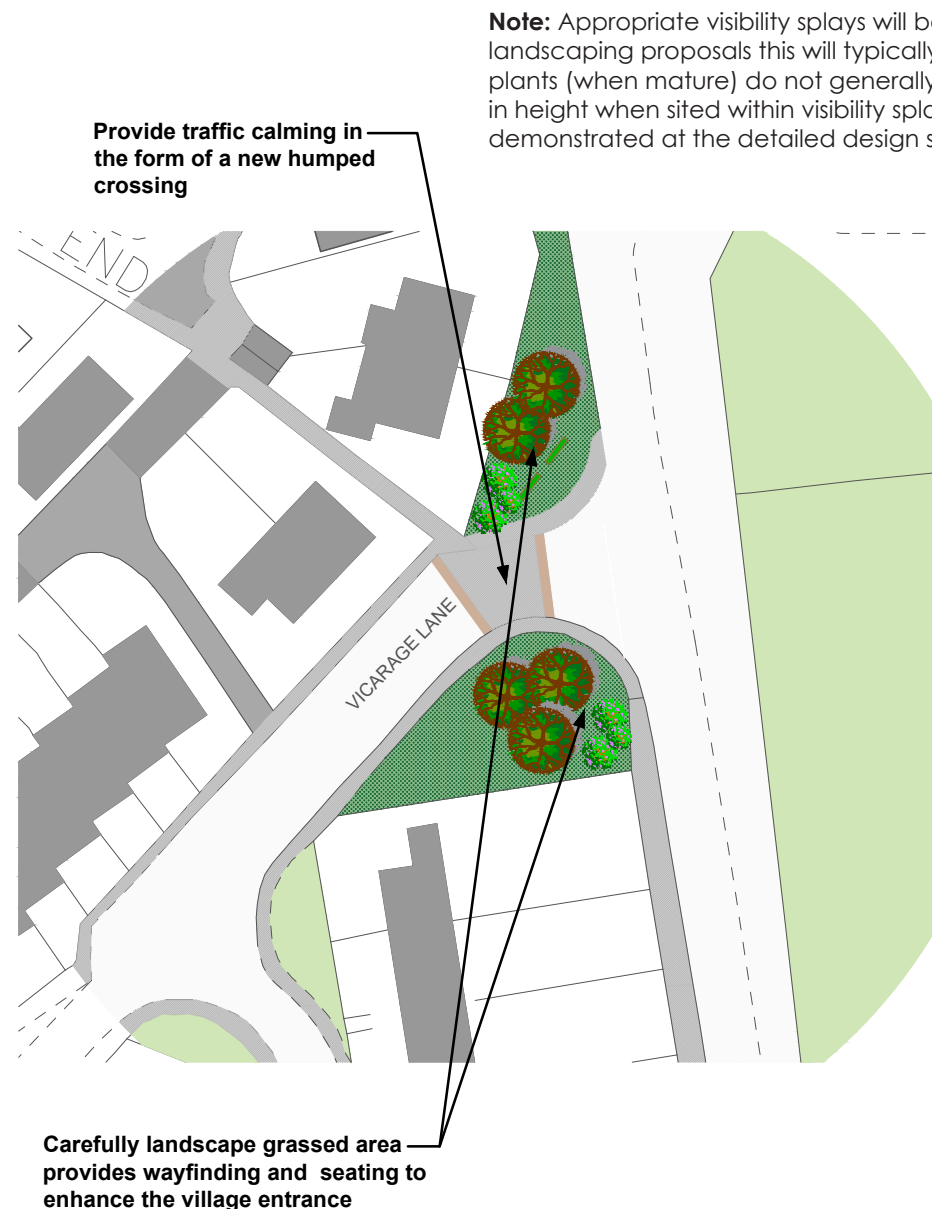 Note: Appropriate visibility splays will
landscaping proposals this will typically
plants (when mature) do not generally
in height when sited within visibility
demonstrated at the detailed design
Provide traffic calming in
the form of a new humped
crossing
END
VICARAGE LANE
Carefully landscape grassed area
provides wayfinding and seating to
enhance the village entrance